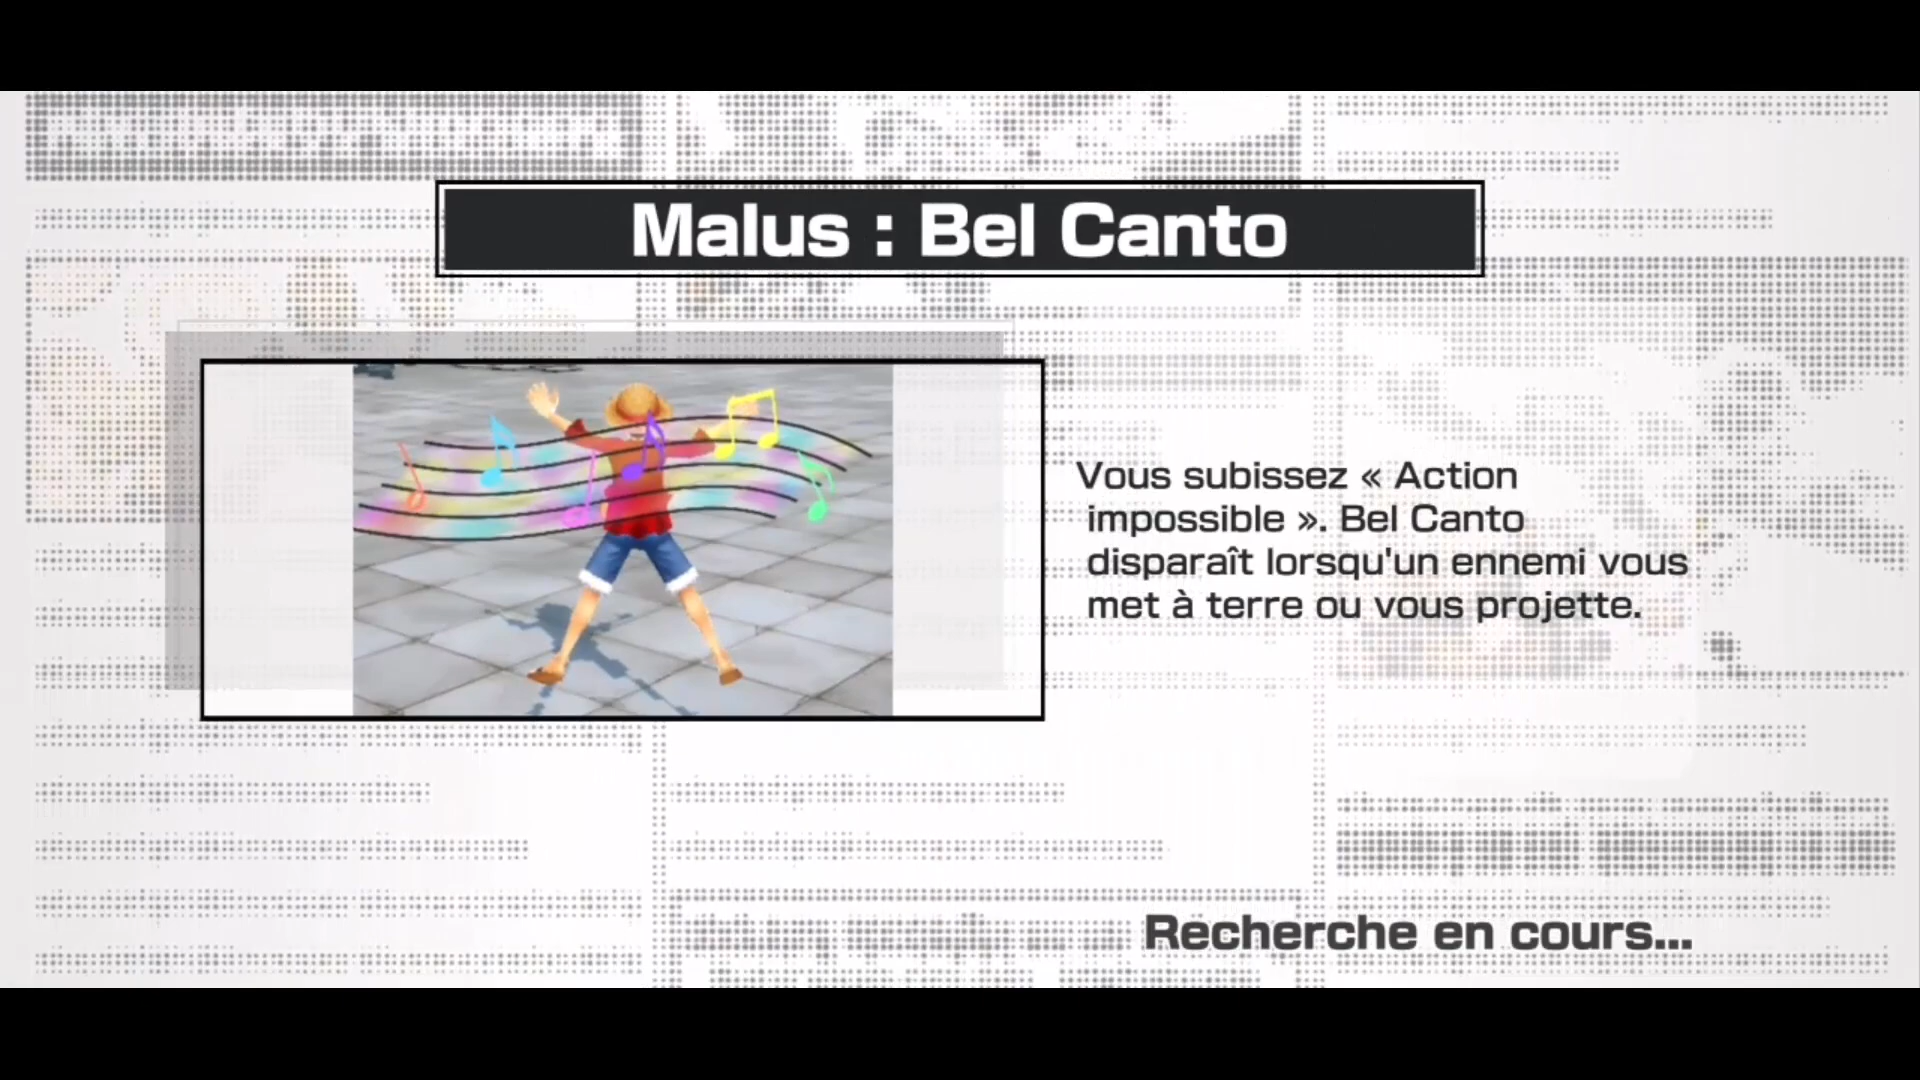 Malus : Bel Canto
Vous subissez « Action
impossible ». Bel Canto
disparaît lorsqu'un ennemi vous
met à terre ou vous projette.
Recherche en cours...